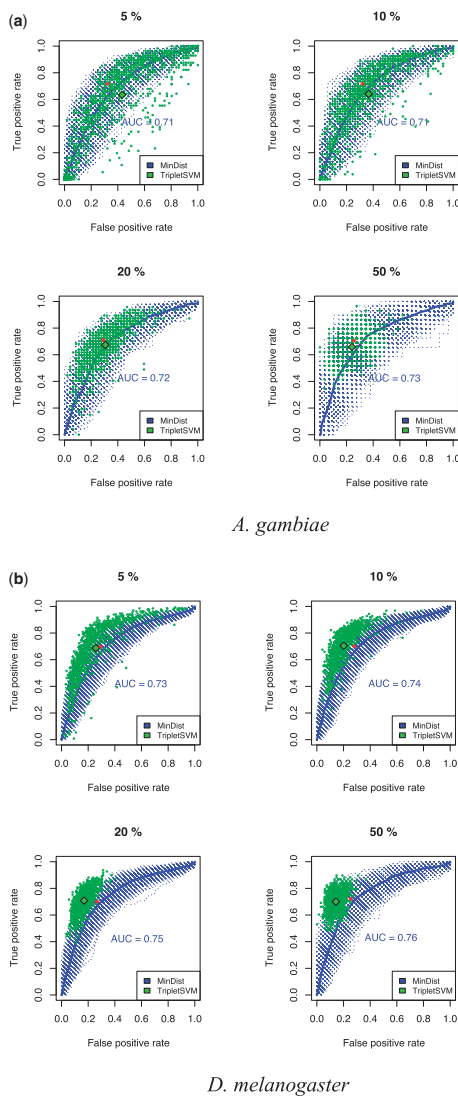 (a)
5 %
10 %
True positive rate
0.0 0.2 0.4 0.6 0.8 1.0
AUC = 0.71
MinDist
TripletSVM
0.0 0.2 0.4 0.6 0.8 1.0
False positive rate
True positive rate
0.0 0.2 0.4 0.6 0.8 1.0
AUC = 0.71
MinDist
TripletSVM
0.0 0.2 0.4 0.6 0.8 1.0
False positive rate
20 %
50 %
True positive rate
0.0 0.2 0.4 0.6 0.8 1.0
AUC = 0.72
MinDist
TripletSVM
0.0 0.2 0.4 0.6 0.8 1.0
False positive rate
True positive rate
0.0 0.2 0.4 0.6 0.8 1.0
AUC = 0.73
MinDist
TripletSVM
0.0 0.2 0.4 0.6 0.8 1.0
False positive rate
A. gambiae
(b)
5 %
10 %
True positive rate
0.0 0.2 0.4 0.6 0.8 1.0
AUC = 0.73
MinDist
TripletSVM
0.0 0.2 0.4 0.6 0.8 1.0
False positive rate
True positive rate
0.0 0.2 0.4 0.6 0.8 1.0
AUC = 0.74
MinDist
TripletSVM
0.0 0.2 0.4 0.6 0.8 1.0
False positive rate
20 %
50 %
True positive rate
0.0 0.2 0.4 0.6 0.8 1.0
AUC = 0.75
MinDist
TripletSVM
0.0 0.2 0.4 0.6 0.8 1.0
False positive rate
True positive rate
0.0 0.2 0.4 0.6 0.8 1.0
AUC = 0.76
MinDist
TripletSVM
0.0 0.2 0.4 0.6 0.8 1.0
False positive rate
D. melanogaster